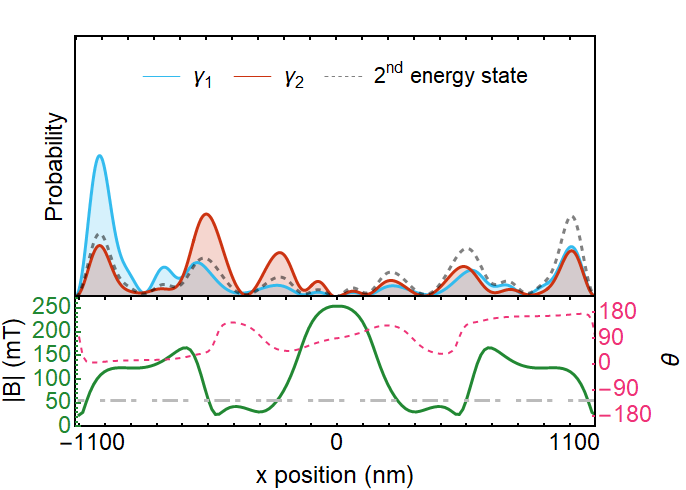 γ1 γ2 2nd energy state
Probability
250
200
150
100
50
0
|B| (mT)
180
90
0
−90
−180
θ
−1100 0 1100
x position (nm)